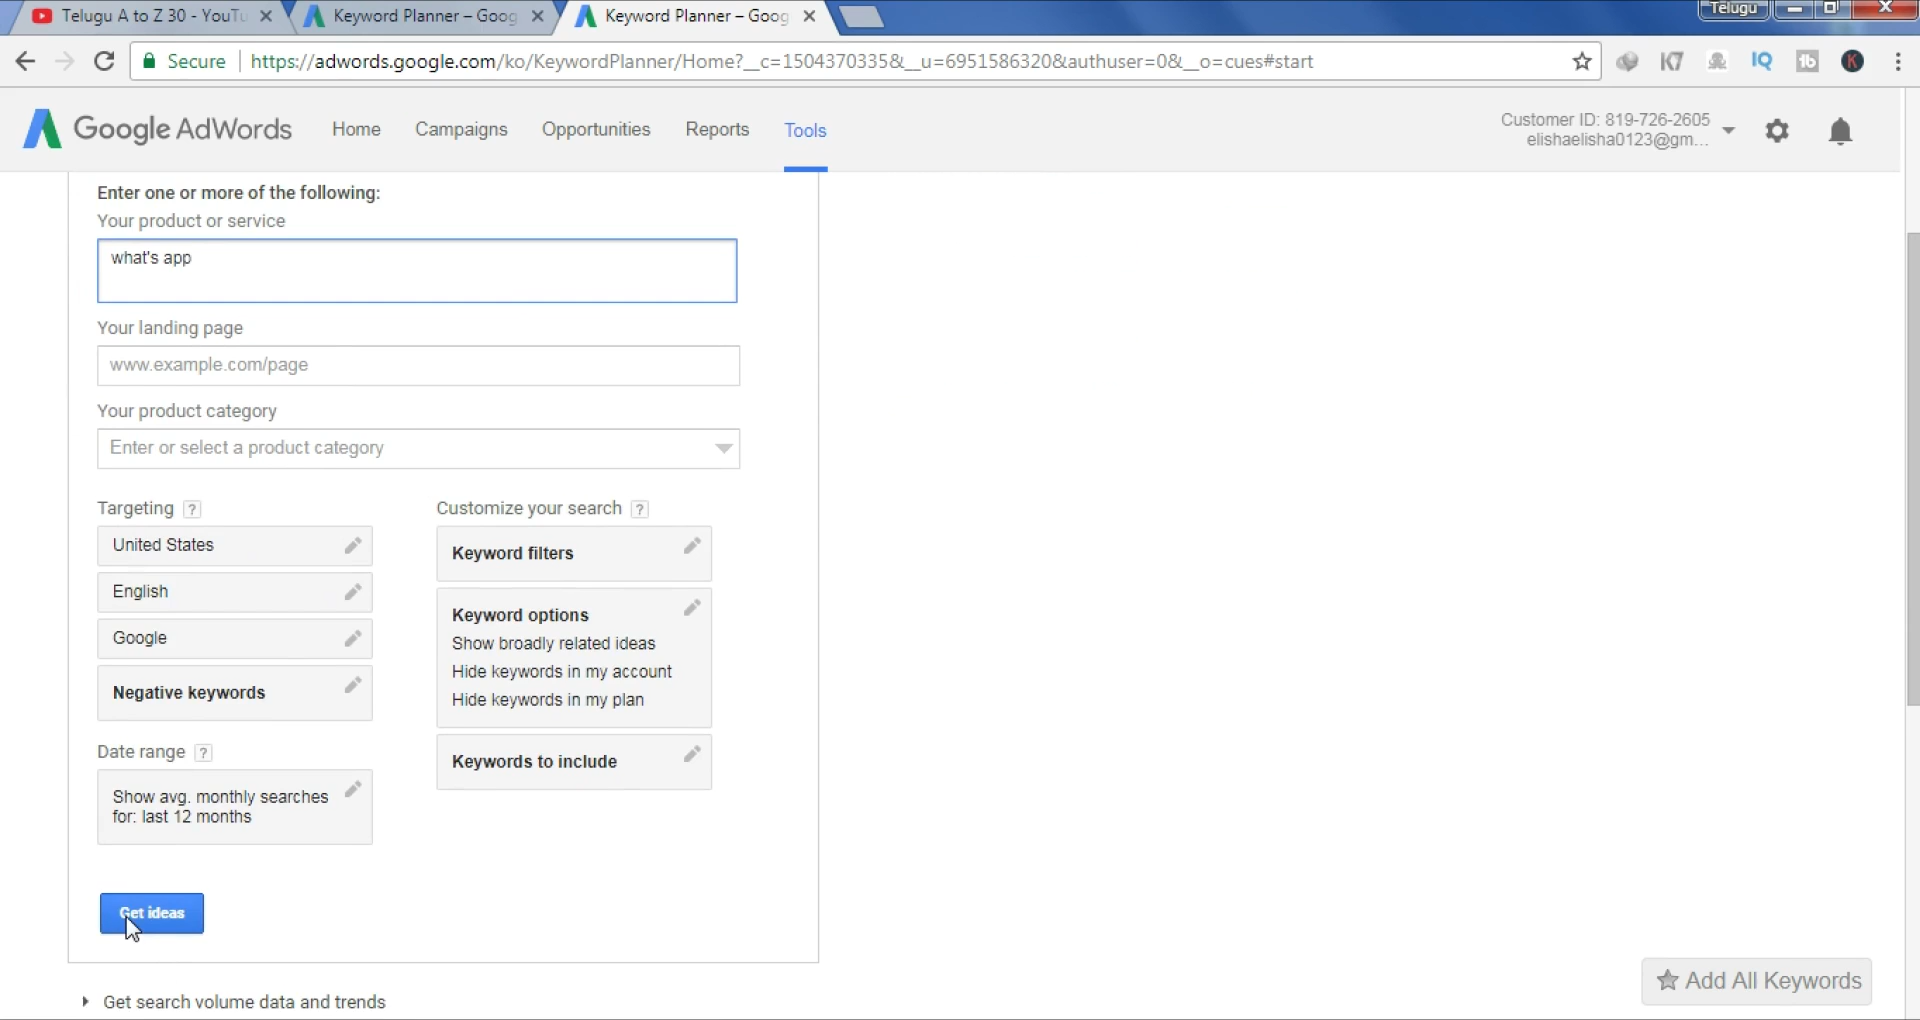 Telugu A to Z 30 - YouTu
Keyword Planner – Goog
Keyword Planner – Goog
Telugu
Secure
https://adwords.google.com/ko/KeywordPlanner/Home?__c=1504370335&__u=6951586320&authuser=0&__o=cues#start
Google AdWords
Home
Campaigns
Opportunities
Reports
Tools
Customer ID: 819-726-2605
elishaelisha0123@gm...
Enter one or more of the following:
Your product or service
what's app
Your landing page
www.example.com/page
Your product category
Enter or select a product category
Targeting ?
United States
English
Google
Negative keywords
Date range ?
Show avg. monthly searches
for: last 12 months
Customize your search ?
Keyword filters
Keyword options
Show broadly related ideas
Hide keywords in my account
Hide keywords in my plan
Keywords to include
Get ideas
Get search volume data and trends
Add All Keywords